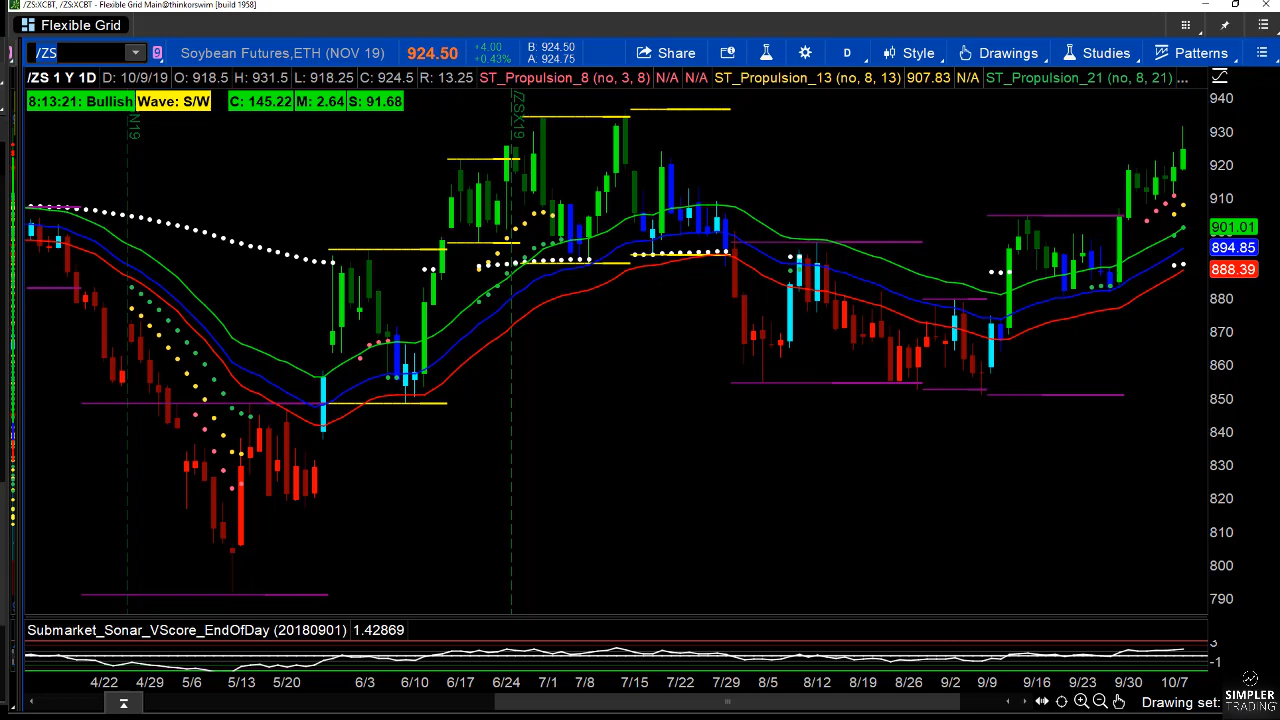 /ZS:XCBT, /ZS:XCBT - Flexible Grid Main@thinkorswim [build 1958]
Flexible Grid
/ZS 9 Soybean Futures,ETH (NOV 19) 924.50 +4.00 +0.43% B: 924.50 A: 924.75 Share D Style Drawings Studies Patterns
/ZS 1 Y 1D D: 10/9/19 O: 918.5 H: 931.5 L: 918.25 C: 924.5 R: 13.25 ST_Propulsion_8 (no, 3, 8) N/A N/A ST_Propulsion_13 (no, 8, 13) 907.83 N/A ST_Propulsion_21 (no, 8, 21) ...
8:13:21: Bullish Wave: S/W C: 145.22 M: 2.64 S: 91.68
N19
/ZSX19
940
930
920
910
901.01
894.85
888.39
880
870
860
850
840
830
820
810
800
790
Submarket_Sonar_VScore_EndOfDay (20180901) 1.42869
3
-1
4/22 4/29 5/6 5/13 5/20 6/3 6/10 6/17 6/24 7/1 7/8 7/15 7/22 7/29 8/5 8/12 8/19 8/26 9/2 9/9 9/16 9/23 9/30 10/7
Drawing set:
SIMPLER
TRADING